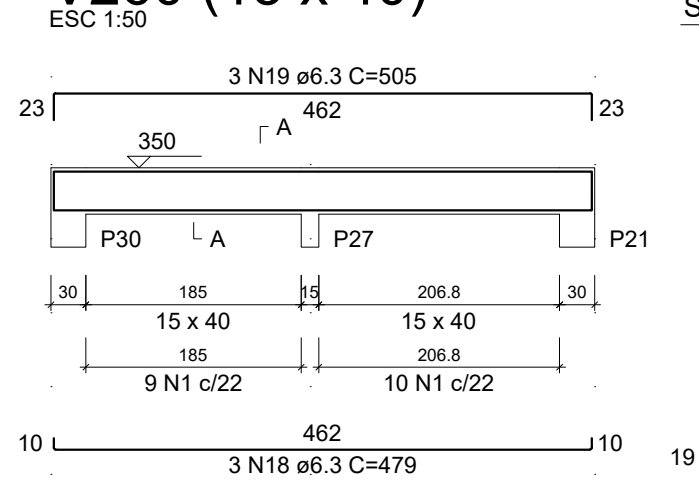 ESC 1:50
S
3 N19 ø6.3 C=505
23 462 23
A
350
P30 A P27 P21
30 185 15 206.8 30
15 x 40 15 x 40
185 206.8
9 N1 c/22 10 N1 c/22
10 462 10
19
3 N18 ø6.3 C=479